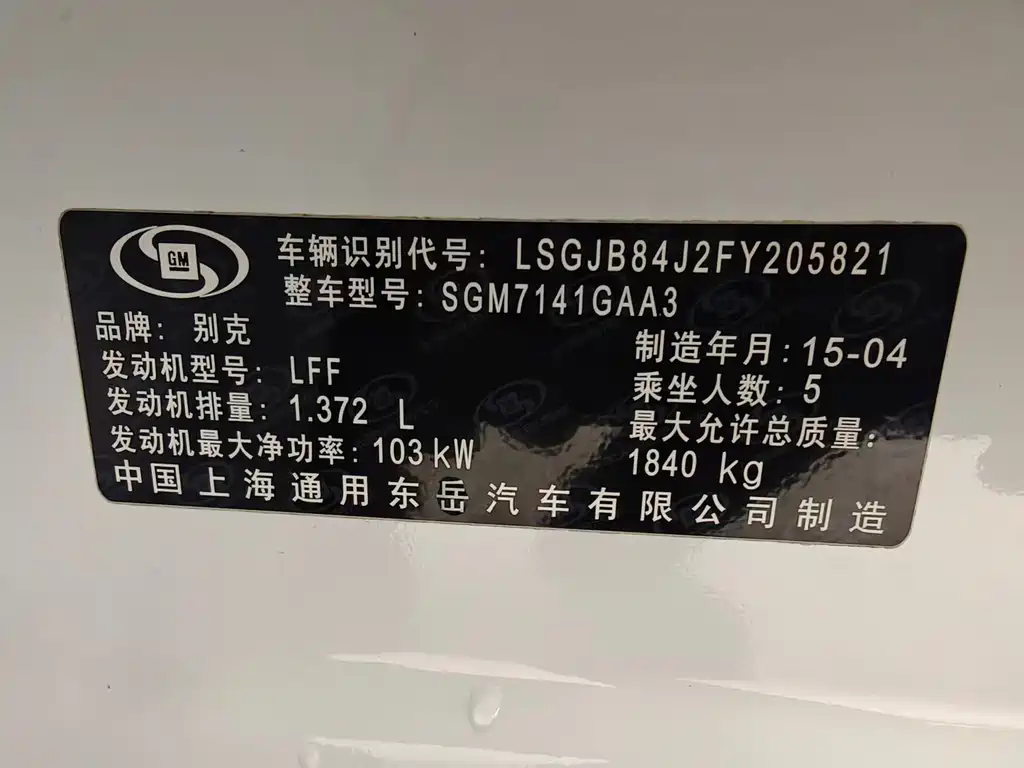 GM
车辆识别代号：LSGJB84J2FY205821
整车型号：SGM7141GAA3
品牌：别克
制造年月：15-04
发动机型号：LFF
乘坐人数：5
发动机排量：1.372 L
最大允许总质量：
发动机最大净功率：103kW
1840 kg
中国上海通用东岳汽车有限公司制造